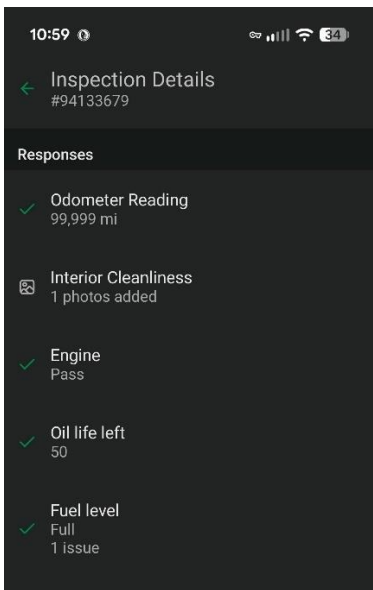 10:59
34
Inspection Details
#94133679
Responses
Odometer Reading
99,999 mi
Interior Cleanliness
1 photos added
Engine
Pass
Oil life left
50
Fuel level
Full
1 issue